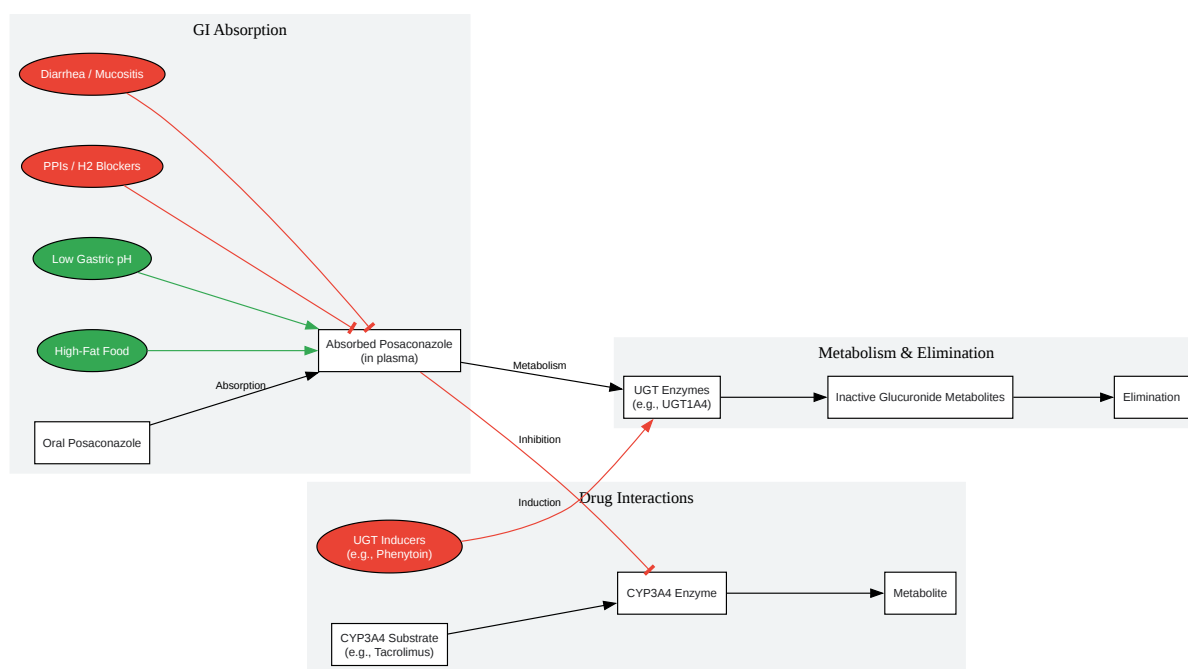 GI Absorption
Diarrhea / Mucositis
PPIs / H2 Blockers
Low Gastric pH
High-Fat Food
Absorbed Posaconazole
(in plasma)
Absorption
Oral Posaconazole
Metabolism
Metabolism & Elimination
UGT Enzymes
(e.g., UGT1A4)
Inactive Glucuronide Metabolites
Elimination
Inhibition
Induction
Drug Interactions
UGT Inducers
(e.g., Phenytoin)
CYP3A4 Enzyme
Metabolite
CYP3A4 Substrate
(e.g., Tacrolimus)